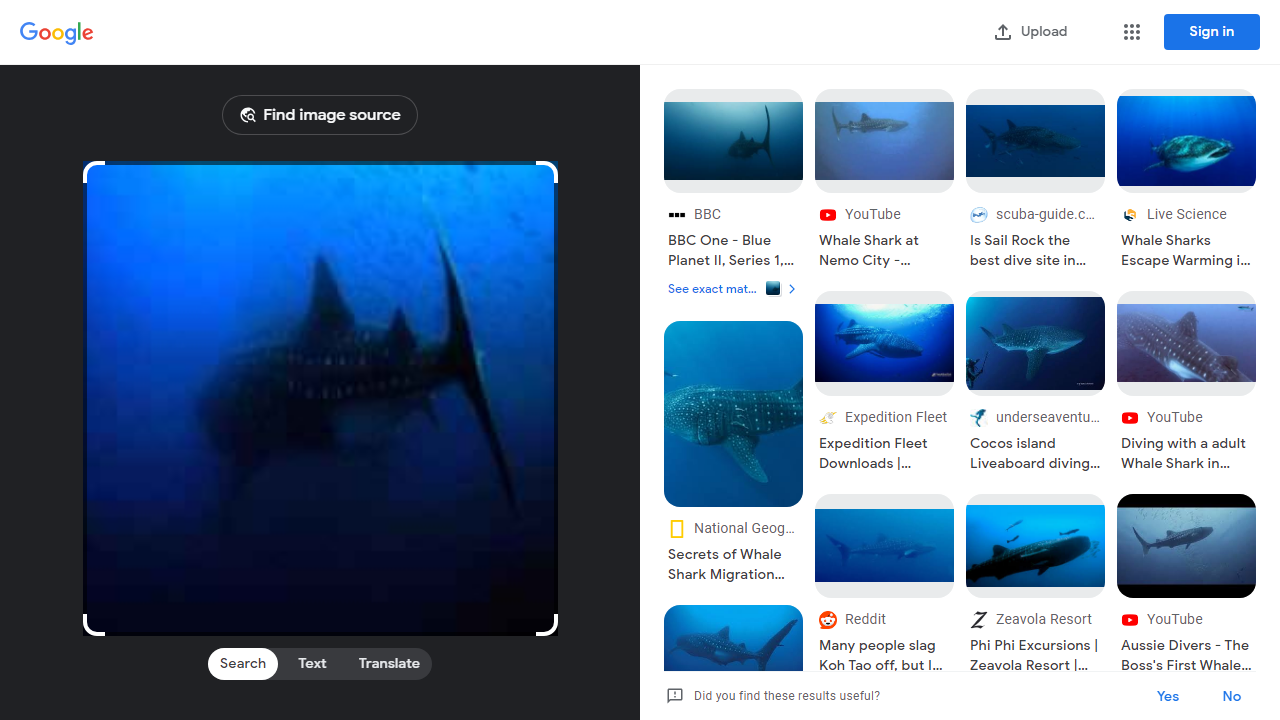 Google
Upload
Sign in
Find image source
Search
Text
Translate
BBC
BBC One - Blue
Planet II, Series 1,...
See exact mat...
YouTube
Whale Shark at
Nemo City -...
scuba-guide.c...
Is Sail Rock the
best dive site in...
Live Science
Whale Sharks
Escape Warming i...
National Geog...
Secrets of Whale
Shark Migration...
Expedition Fleet
Expedition Fleet
Downloads |...
underseaventu...
Cocos island
Liveaboard diving...
YouTube
Diving with a adult
Whale Shark in...
Reddit
Many people slag
Koh Tao off, but I...
Zeavola Resort
Phi Phi Excursions |
Zeavola Resort |...
YouTube
Aussie Divers - The
Boss's First Whale...
Did you find these results useful?
Yes
No